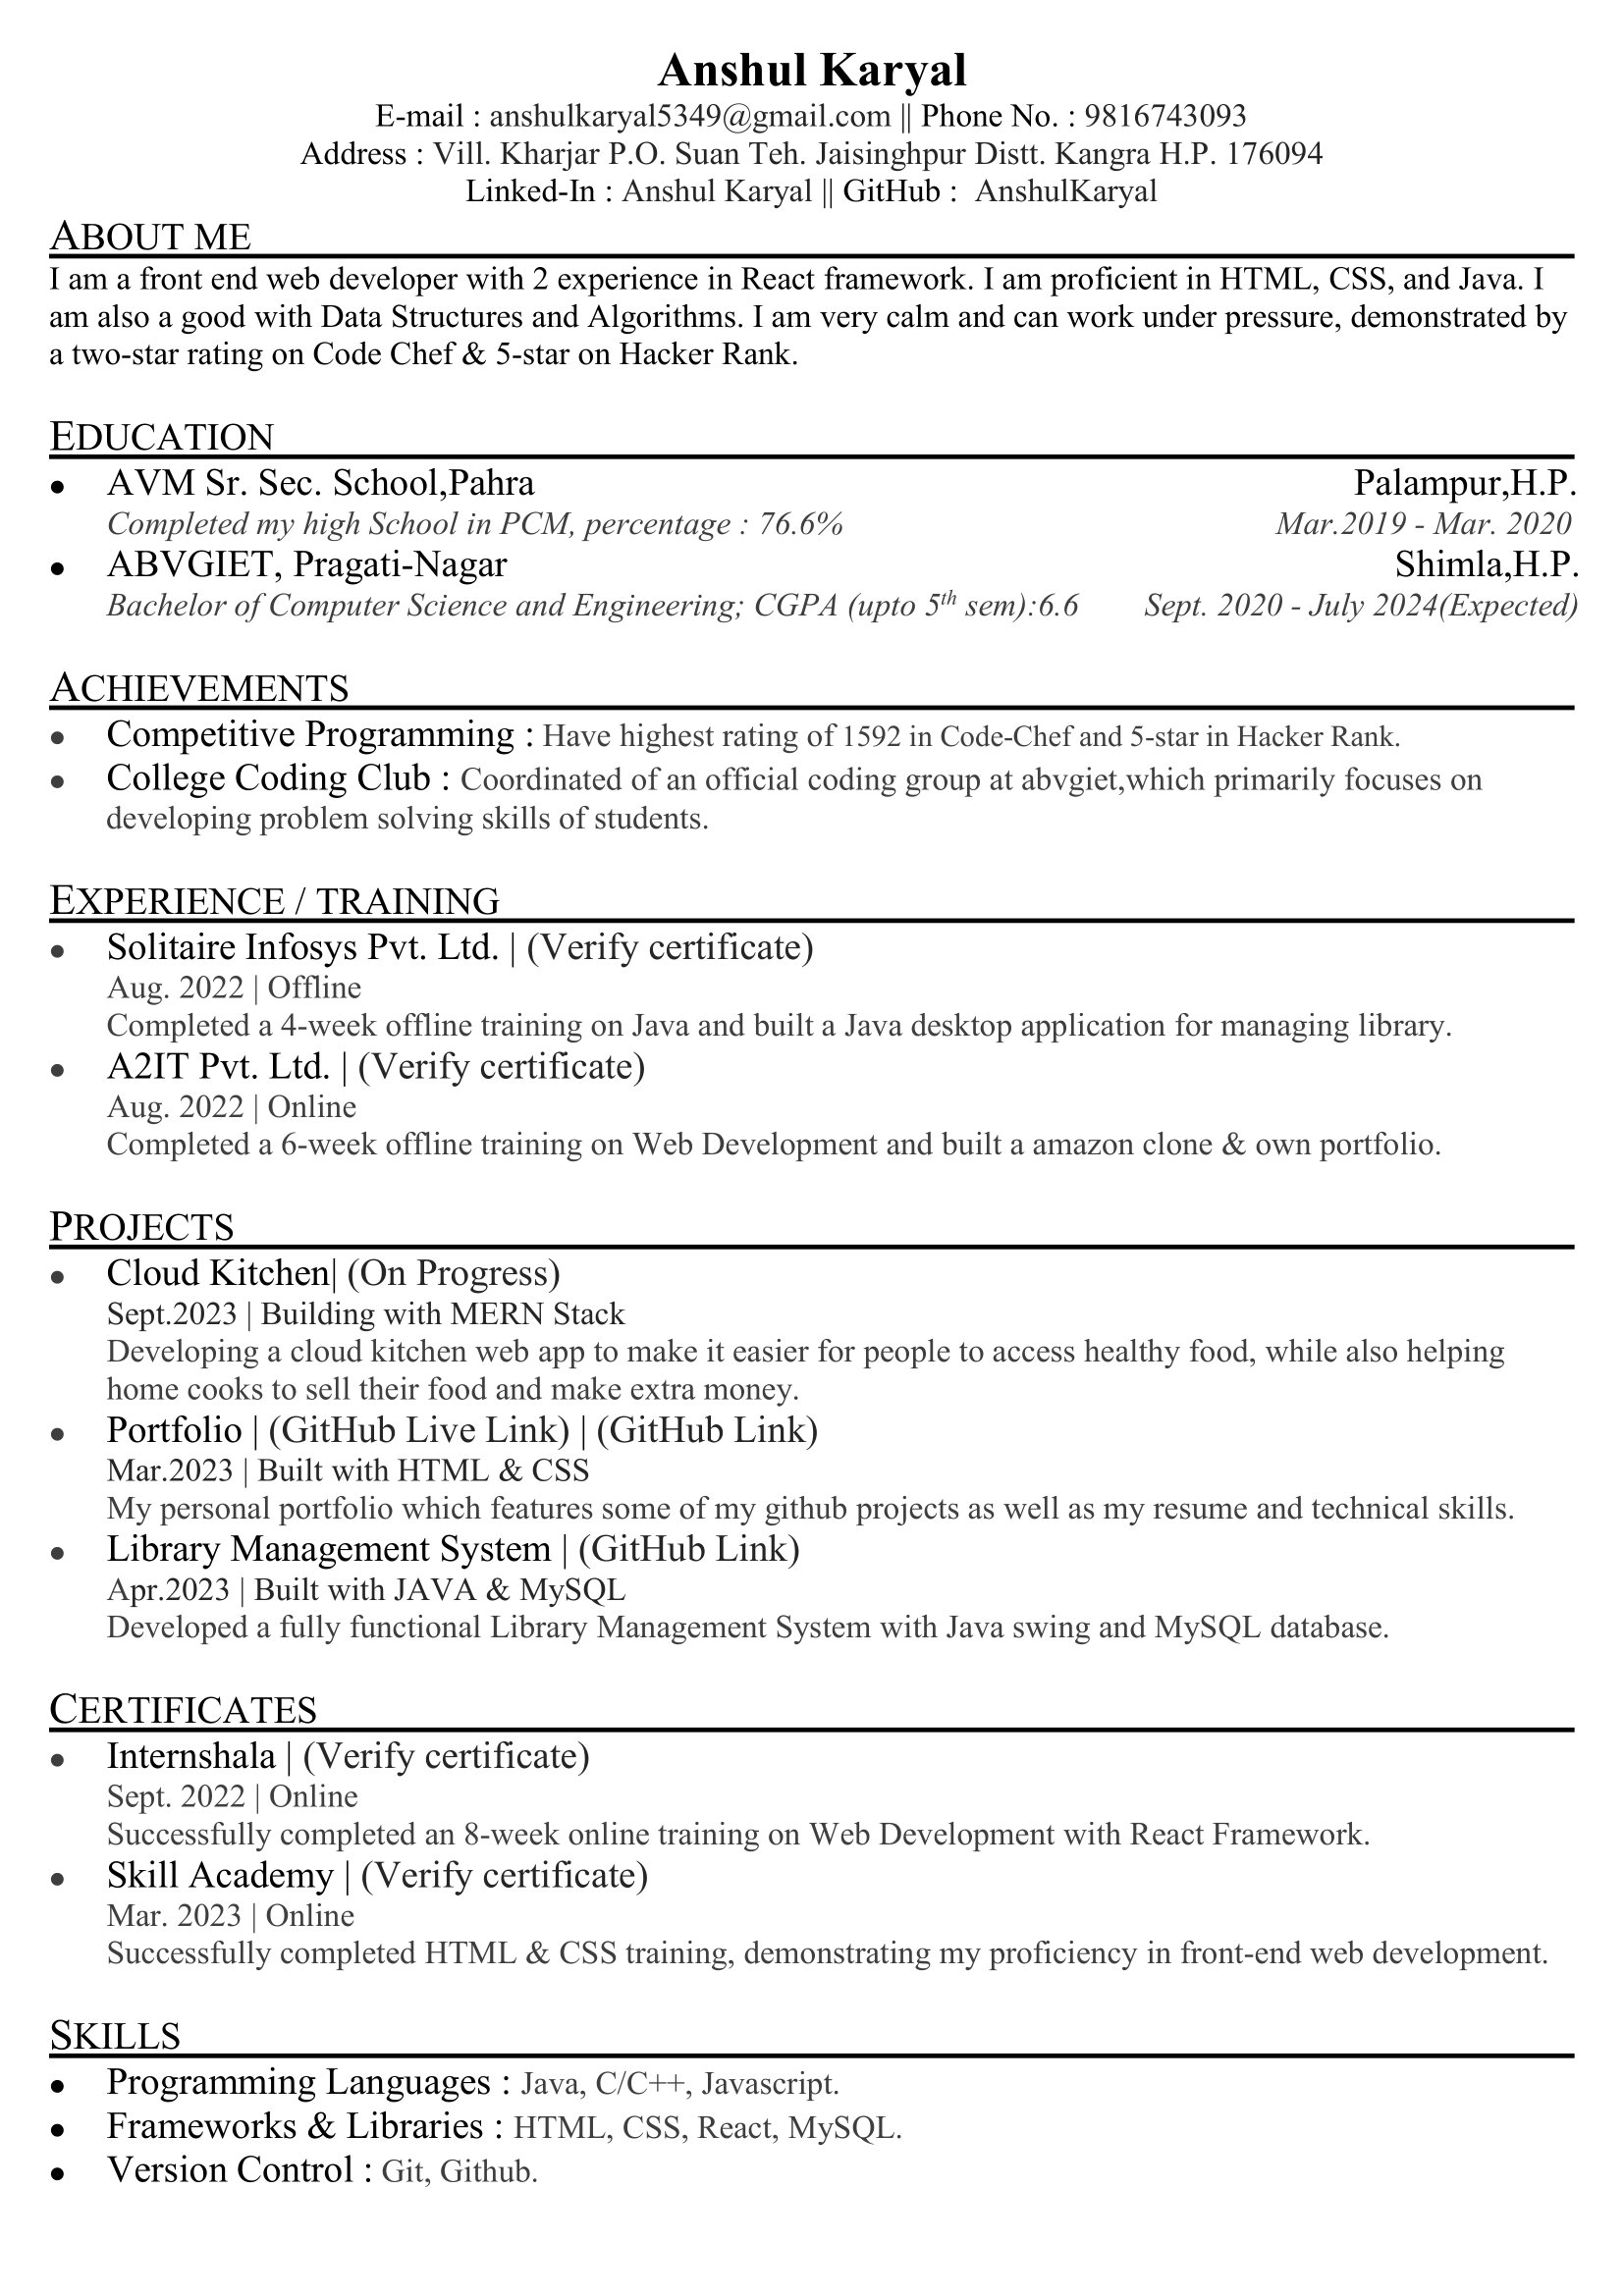 Anshul Karyal
E-mail : anshulkaryal5349@gmail.com || Phone No. : 9816743093
Address : Vill. Kharjar P.O. Suan Teh. Jaisinghpur Distt. Kangra H.P. 176094
Linked-In : Anshul Karyal || GitHub : AnshulKaryal
ABOUT ME
I am a front end web developer with 2 experience in React framework. I am proficient in HTML, CSS, and Java. I
am also a good with Data Structures and Algorithms. I am very calm and can work under pressure, demonstrated by
a two-star rating on Code Chef & 5-star on Hacker Rank.
EDUCATION
• AVM Sr. Sec. School,Pahra Palampur,H.P.
Completed my high School in PCM, percentage : 76.6% Mar.2019 - Mar. 2020
• ABVGIET, Pragati-Nagar Shimla,H.P.
Bachelor of Computer Science and Engineering; CGPA (upto 5th sem):6.6 Sept. 2020 - July 2024(Expected)
ACHIEVEMENTS
• Competitive Programming : Have highest rating of 1592 in Code-Chef and 5-star in Hacker Rank.
• College Coding Club : Coordinated of an official coding group at abvgiet,which primarily focuses on
developing problem solving skills of students.
EXPERIENCE / TRAINING
• Solitaire Infosys Pvt. Ltd. | (Verify certificate)
Aug. 2022 | Offline
Completed a 4-week offline training on Java and built a Java desktop application for managing library.
• A2IT Pvt. Ltd. | (Verify certificate)
Aug. 2022 | Online
Completed a 6-week offline training on Web Development and built a amazon clone & own portfolio.
PROJECTS
• Cloud Kitchen| (On Progress)
Sept.2023 | Building with MERN Stack
Developing a cloud kitchen web app to make it easier for people to access healthy food, while also helping
home cooks to sell their food and make extra money.
• Portfolio | (GitHub Live Link) | (GitHub Link)
Mar.2023 | Built with HTML & CSS
My personal portfolio which features some of my github projects as well as my resume and technical skills.
• Library Management System | (GitHub Link)
Apr.2023 | Built with JAVA & MySQL
Developed a fully functional Library Management System with Java swing and MySQL database.
CERTIFICATES
• Internshala | (Verify certificate)
Sept. 2022 | Online
Successfully completed an 8-week online training on Web Development with React Framework.
• Skill Academy | (Verify certificate)
Mar. 2023 | Online
Successfully completed HTML & CSS training, demonstrating my proficiency in front-end web development.
SKILLS
• Programming Languages : Java, C/C++, Javascript.
• Frameworks & Libraries : HTML, CSS, React, MySQL.
• Version Control : Git, Github.